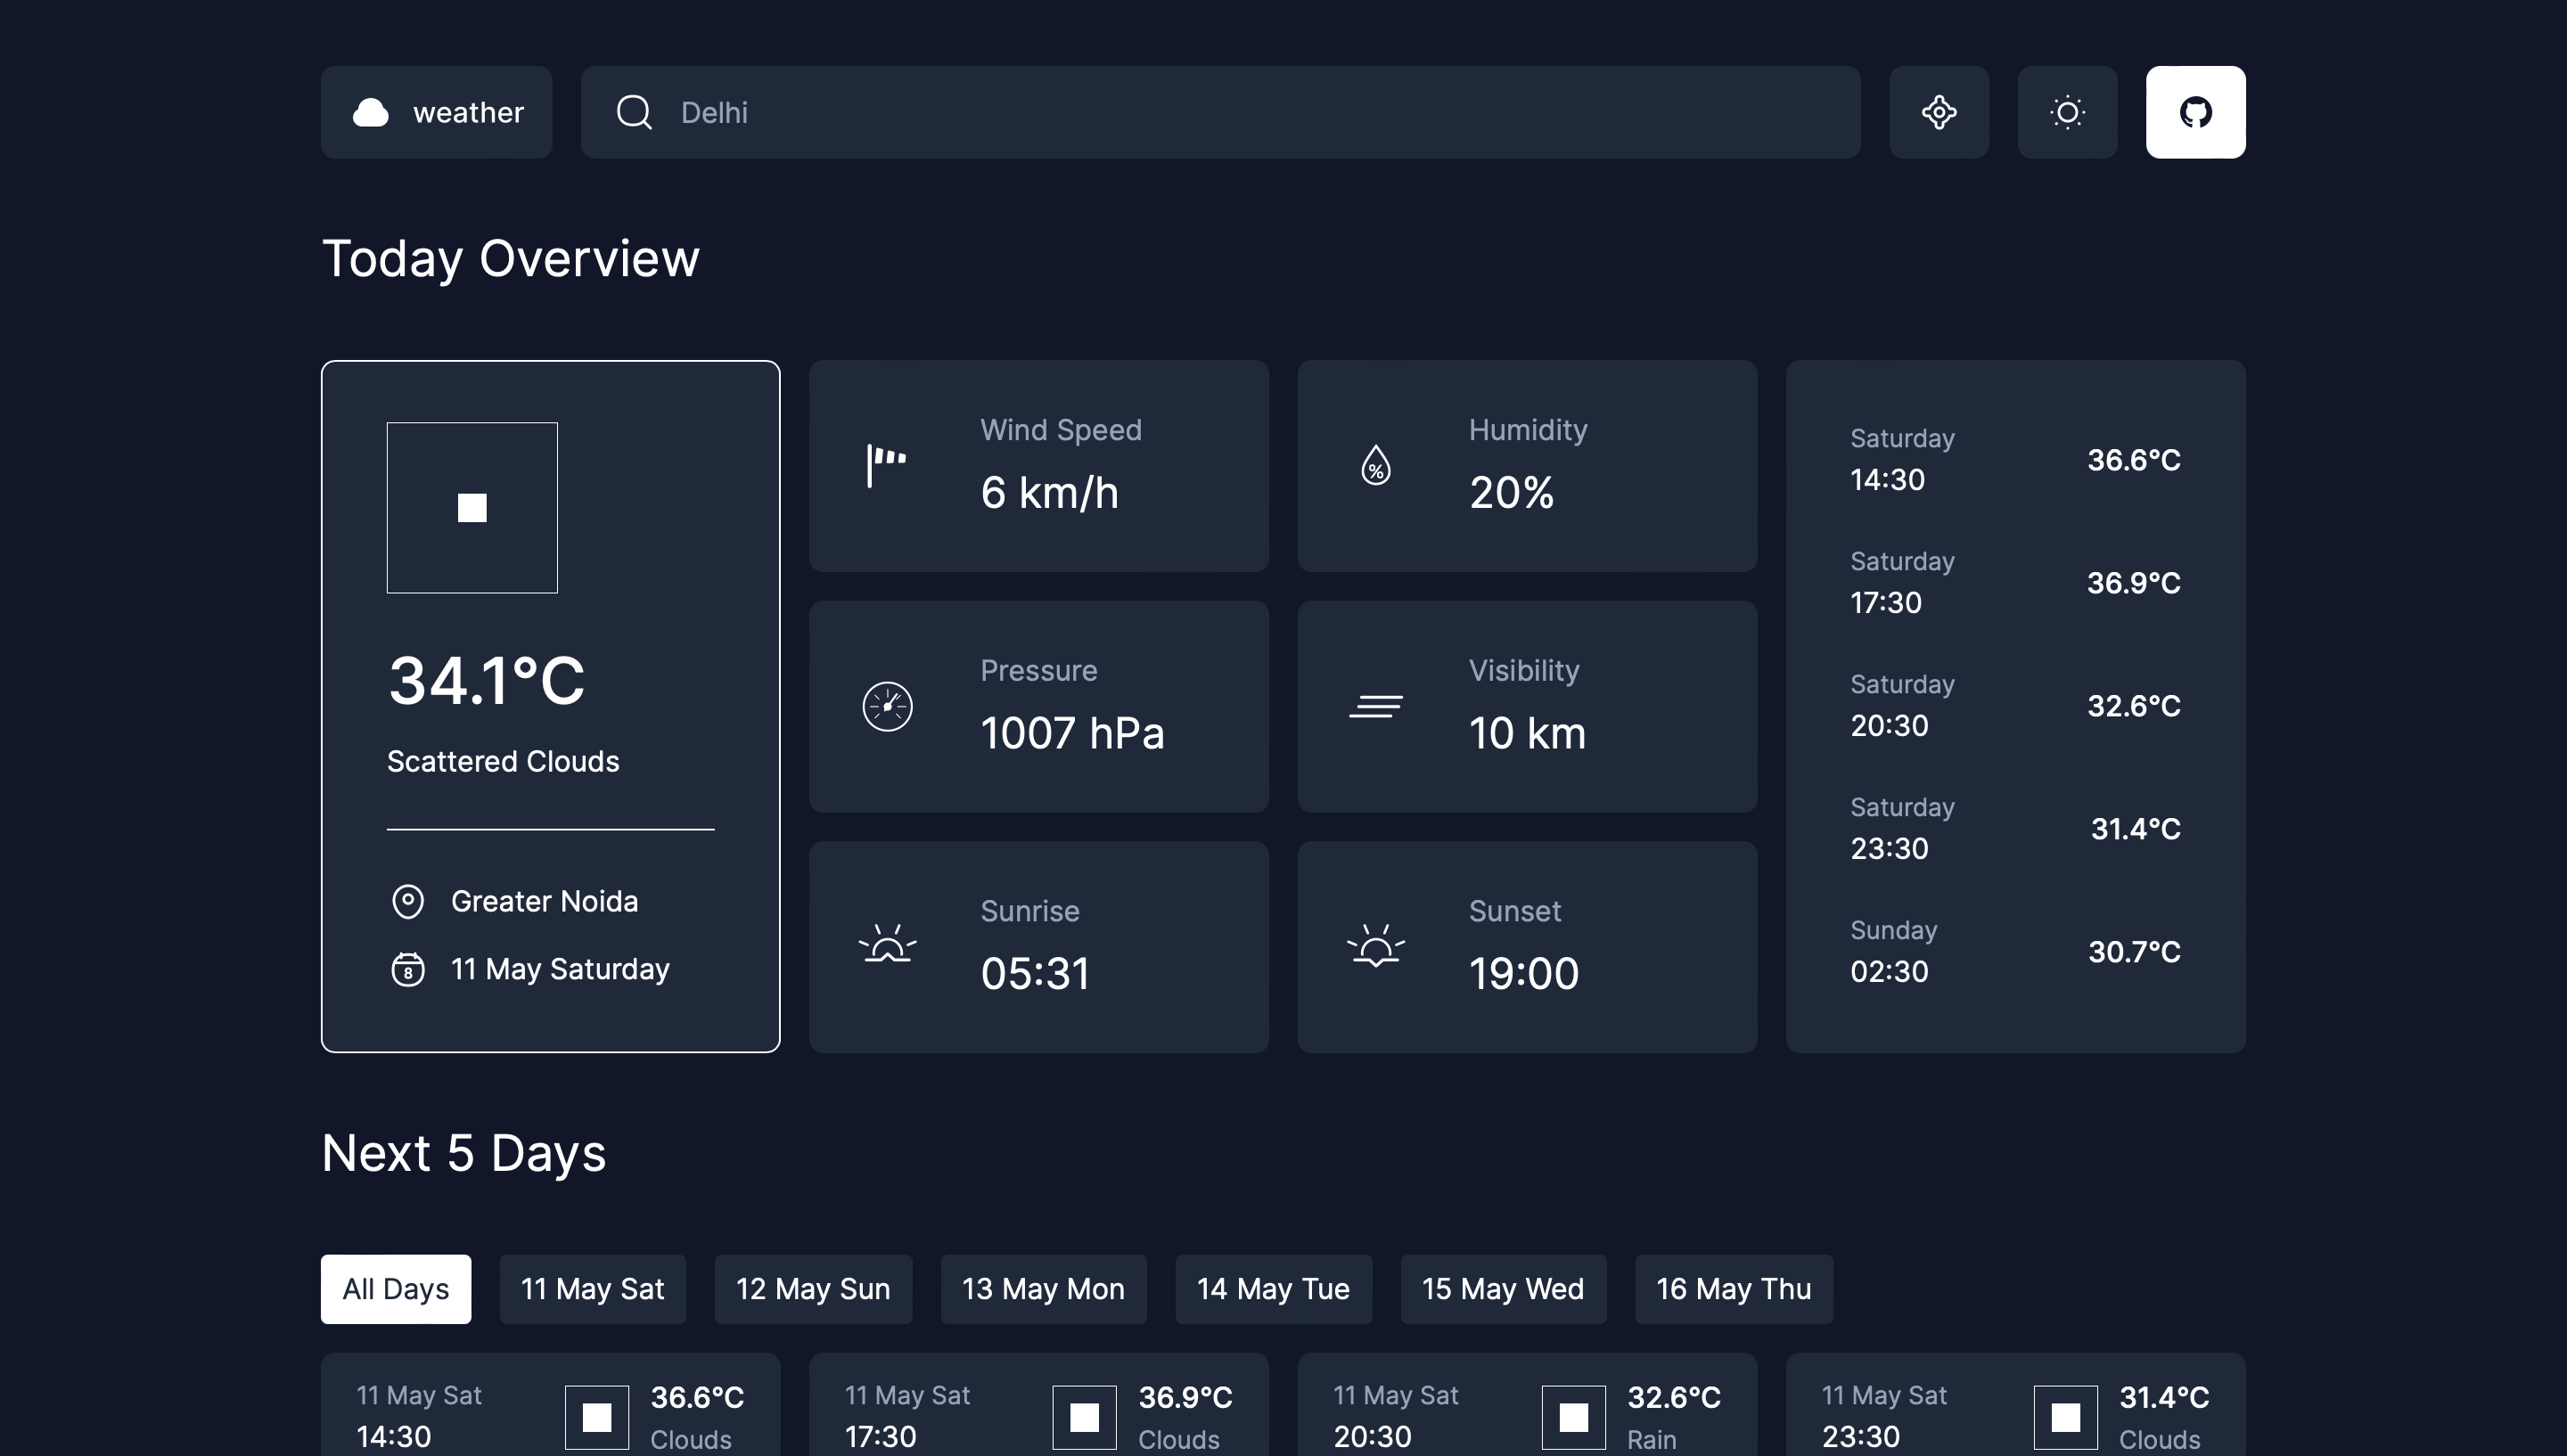 weather
Delhi
Today Overview
34.1°C
Scattered Clouds
Greater Noida
8
11 May Saturday
Wind Speed
6 km/h
%
Humidity
20%
Pressure
1007 hPa
Visibility
10 km
Sunrise
05:31
Sunset
19:00
Saturday
14:30
36.6°C
Saturday
17:30
36.9°C
Saturday
20:30
32.6°C
Saturday
23:30
31.4°C
Sunday
02:30
30.7°C
Next 5 Days
All Days
11 May Sat
12 May Sun
13 May Mon
14 May Tue
15 May Wed
16 May Thu
11 May Sat
14:30
36.6°C
Clouds
11 May Sat
17:30
36.9°C
Clouds
11 May Sat
20:30
32.6°C
Rain
11 May Sat
23:30
31.4°C
Clouds